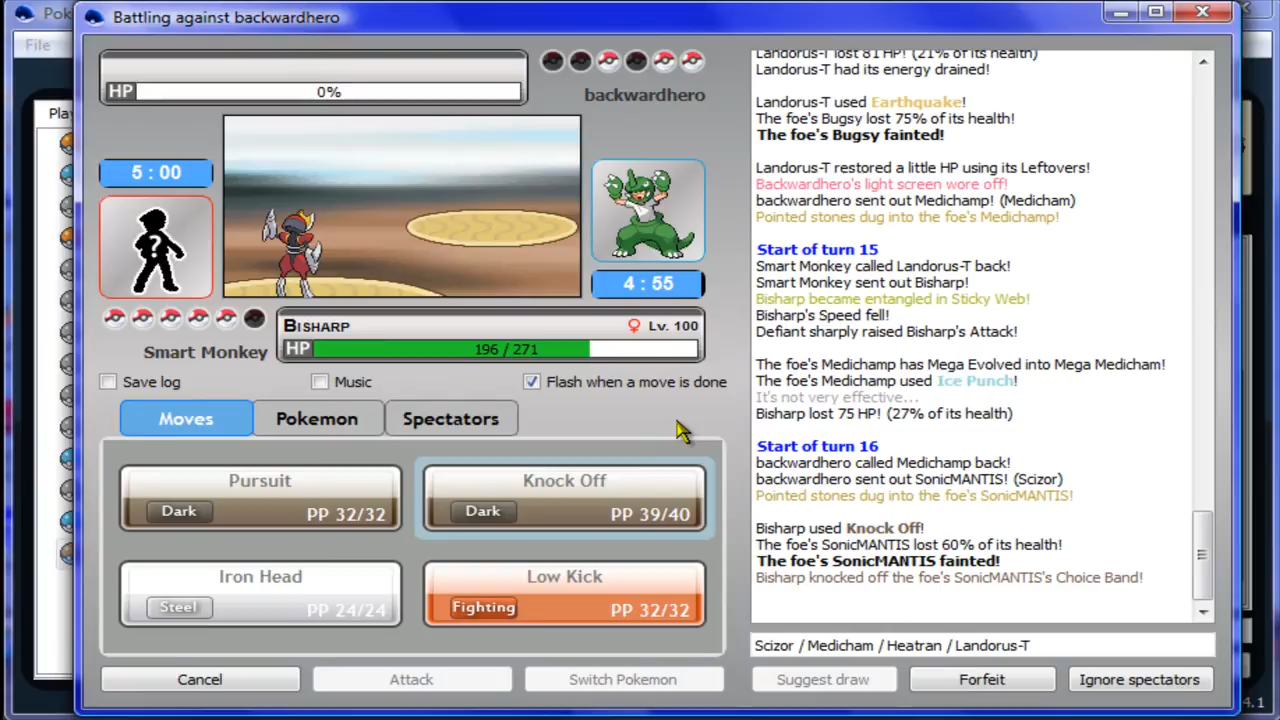 Pok
Battling against backwardhero
File
Play
HP
0%
backwardhero
5 : 00
4 : 55
BISHARP
Lv. 100
HP
196 / 271
Smart Monkey
Save log
Music
Flash when a move is done
Moves
Pokemon
Spectators
Pursuit
Dark
PP 32/32
Knock Off
Dark
PP 39/40
Iron Head
Steel
PP 24/24
Low Kick
Fighting
PP 32/32
Cancel
Attack
Switch Pokemon
Landorus-T lost 81 HP! (21% of its health)
Landorus-T had its energy drained!
Landorus-T used Earthquake!
The foe's Bugsy lost 75% of its health!
The foe's Bugsy fainted!
Landorus-T restored a little HP using its Leftovers!
Backwardhero's light screen wore off!
backwardhero sent out Medichamp! (Medicham)
Pointed stones dug into the foe's Medichamp!
Start of turn 15
Smart Monkey called Landorus-T back!
Smart Monkey sent out Bisharp!
Bisharp became entangled in Sticky Web!
Bisharp's Speed fell!
Defiant sharply raised Bisharp's Attack!
The foe's Medichamp has Mega Evolved into Mega Medicham!
The foe's Medichamp used Ice Punch!
It's not very effective...
Bisharp lost 75 HP! (27% of its health)
Start of turn 16
backwardhero called Medichamp back!
backwardhero sent out SonicMANTIS! (Scizor)
Pointed stones dug into the foe's SonicMANTIS!
Bisharp used Knock Off!
The foe's SonicMANTIS lost 60% of its health!
The foe's SonicMANTIS fainted!
Bisharp knocked off the foe's SonicMANTIS's Choice Band!
Scizor / Medicham / Heatran / Landorus-T
Suggest draw
Forfeit
Ignore spectators
4.1